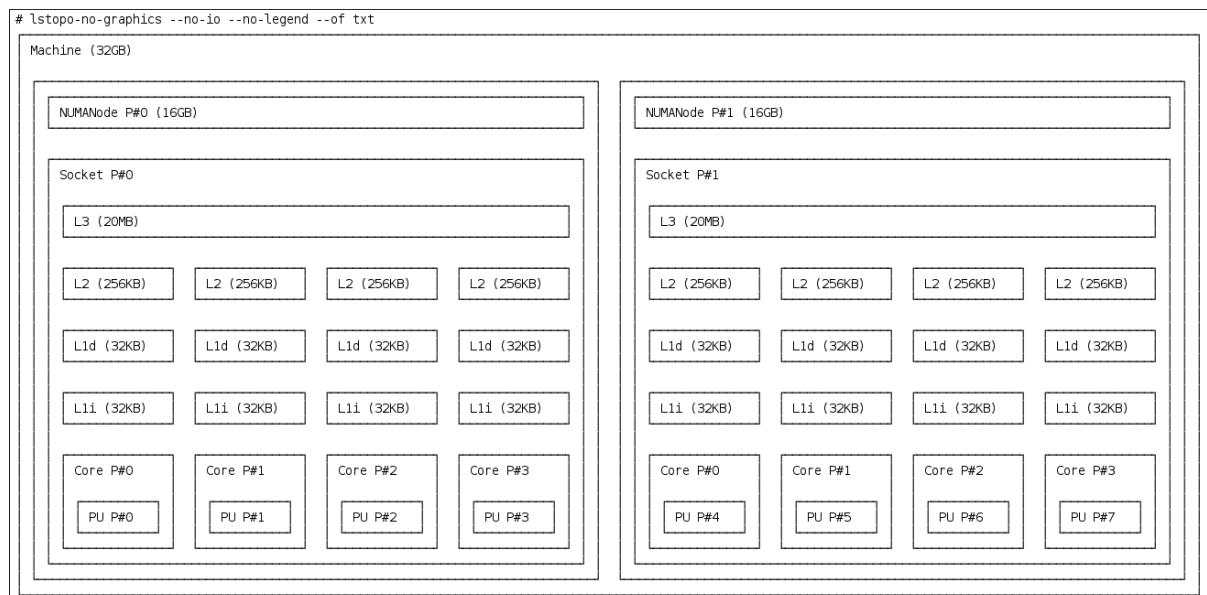 # lstopo-no-graphics --no-io --no-legend --of txt
Machine (32GB)
NUMANode P#0 (16GB) NUMANode P#1 (16GB)
Socket P#0 Socket P#1
L3 (20MB) L3 (20MB)
L2 (256KB) L2 (256KB) L2 (256KB) L2 (256KB) L2 (256KB) L2 (256KB) L2 (256KB) L2 (256KB)
L1d (32KB) L1d (32KB) L1d (32KB) L1d (32KB) L1d (32KB) L1d (32KB) L1d (32KB) L1d (32KB)
L1i (32KB) L1i (32KB) L1i (32KB) L1i (32KB) L1i (32KB) L1i (32KB) L1i (32KB) L1i (32KB)
Core P#0 Core P#1 Core P#2 Core P#3 Core P#0 Core P#1 Core P#2 Core P#3
PU P#0 PU P#1 PU P#2 PU P#3 PU P#4 PU P#5 PU P#6 PU P#7